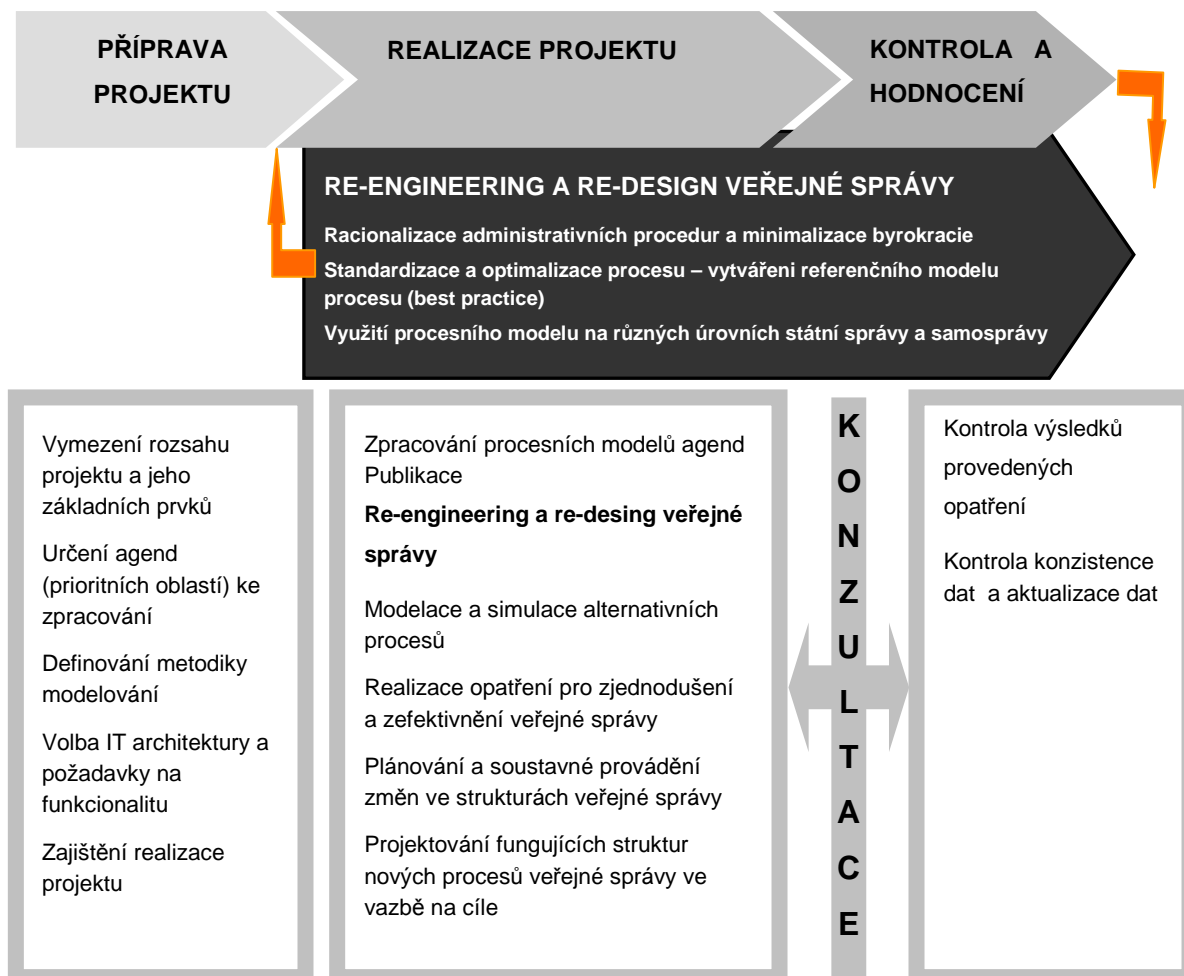 PŘÍPRAVA
PROJEKTU
REALIZACE PROJEKTU
KONTROLA A
HODNOCENÍ
RE-ENGINEERING A RE-DESIGN VEŘEJNÉ SPRÁVY
Racionalizace administrativních procedur a minimalizace byrokracie
Standardizace a optimalizace procesu – vytvářeni referenčního modelu
procesu (best practice)
Využití procesního modelu na různých úrovních státní správy a samosprávy
Vymezení rozsahu
projektu a jeho
základních prvků
Určení agend
(prioritních oblastí) ke
zpracování
Definování metodiky
modelování
Volba IT architektury a
požadavky na
funkcionalitu
Zajištění realizace
projektu
Zpracování procesních modelů agend
Publikace
Re-engineering a re-desing veřejné
správy
Modelace a simulace alternativních
procesů
Realizace opatření pro zjednodušení
a zefektivnění veřejné správy
Plánování a soustavné provádění
změn ve strukturách veřejné správy
Projektování fungujících struktur
nových procesů veřejné správy ve
vazbě na cíle
K
O
N
Z
U
L
T
A
C
E
Kontrola výsledků
provedených
opatření
Kontrola konzistence
dat a aktualizace dat